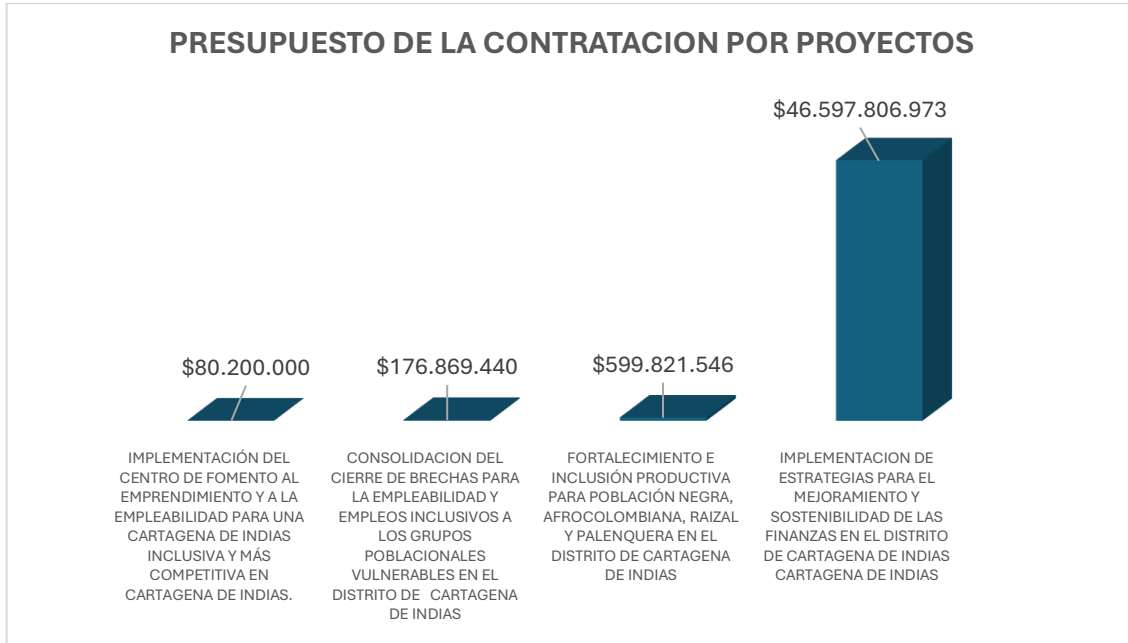 PRESUPUESTO DE LA CONTRATACION POR PROYECTOS
$46.597.806.973
$80.200.000
$176.869.440
$599.821.546
IMPLEMENTACIÓN DEL
CENTRO DE FOMENTO AL
EMPRENDIMIENTO Y A LA
EMPLEABILIDAD PARA UNA
CARTAGENA DE INDIAS
INCLUSIVA Y MÁS
COMPETITIVA EN
CARTAGENA DE INDIAS.
CONSOLIDACION DEL
CIERRE DE BRECHAS PARA
LA EMPLEABILIDAD Y
EMPLEOS INCLUSIVOS A
LOS GRUPOS
POBLACIONALES
VULNERABLES EN EL
DISTRITO DE CARTAGENA
DE INDIAS
FORTALECIMIENTO E
INCLUSIÓN PRODUCTIVA
PARA POBLACIÓN NEGRA,
AFROCOLOMBIANA, RAIZAL
Y PALENQUERA EN EL
DISTRITO DE CARTAGENA
DE INDIAS
IMPLEMENTACION DE
ESTRATEGIAS PARA EL
MEJORAMIENTO Y
SOSTENIBILIDAD DE LAS
FINANZAS EN EL DISTRITO
DE CARTAGENA DE INDIAS
CARTAGENA DE INDIAS